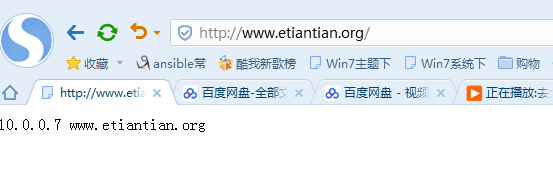 http://www.etiantian.org/
收藏 ansible常 酷我新歌榜 Win7主题下 Win7系统下 购物
http://www.etia 百度网盘-全部文 百度网盘 - 视频 正在播放:去
10.0.0.7 www.etiantian.org